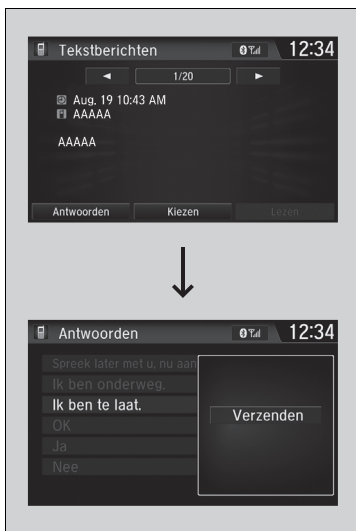 Tekstberichten 12:34
◄ 1/20 ►
Aug. 19 10:43 AM
AAAAA
AAAAA
Antwoorden Kiezen Lezen
Antwoorden 12:34
Spreek later met u. nu aan
Ik ben onderweg.
Ik ben te laat.
OK
Ja
Nee
Verzenden